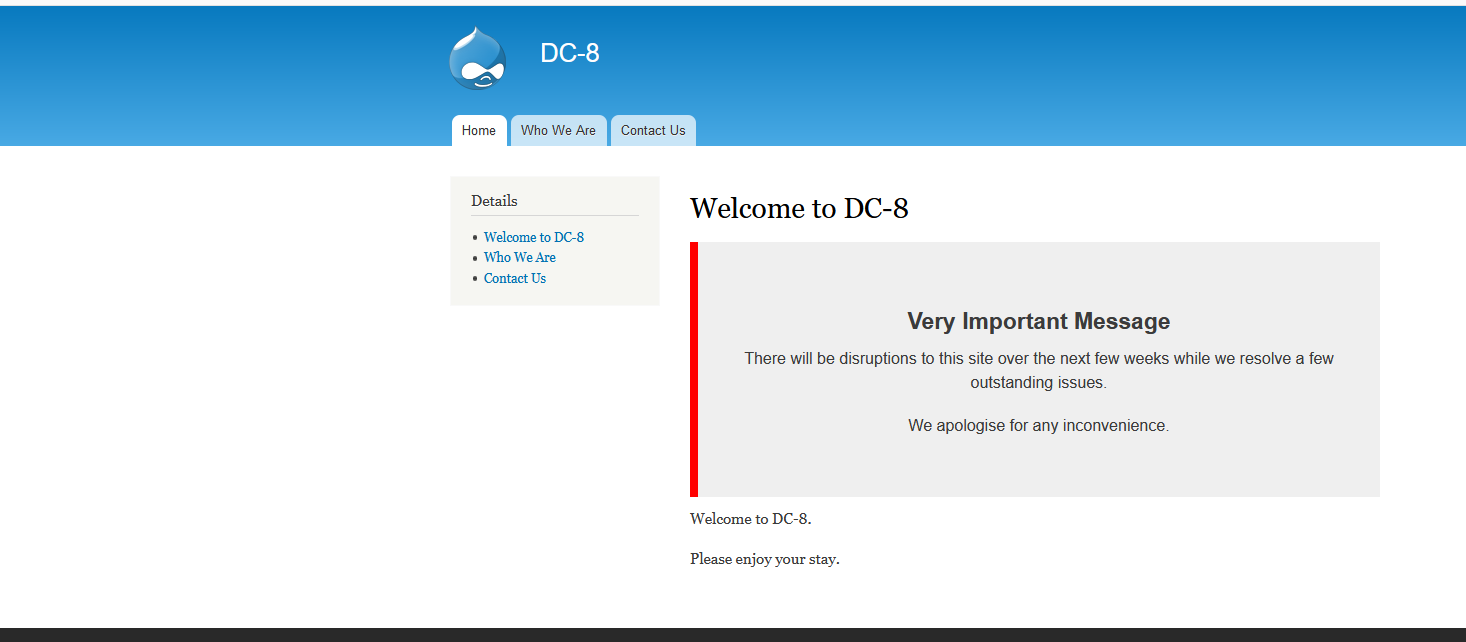 DC-8
Home
Who We Are
Contact Us
Details
Welcome to DC-8
Who We Are
Contact Us
Welcome to DC-8
Very Important Message
There will be disruptions to this site over the next few weeks while we resolve a few
outstanding issues.
We apologise for any inconvenience.
Welcome to DC-8.
Please enjoy your stay.